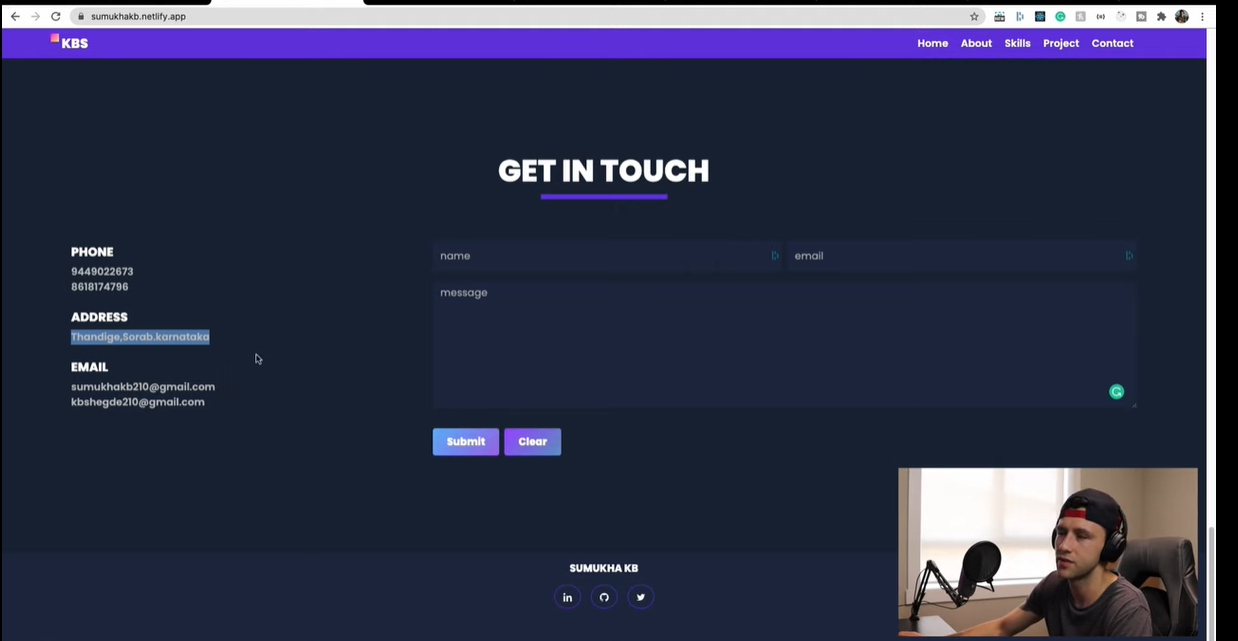 sumukhakb.netlify.app
KBS
Home About Skills Project Contact
GET IN TOUCH
PHONE
9449022673
8618174796
ADDRESS
Thandige,Sorab.karnataka
EMAIL
sumukhakb210@gmail.com
kbshegde210@gmail.com
name
email
message
Submit
Clear
SUMUKHA KB
in